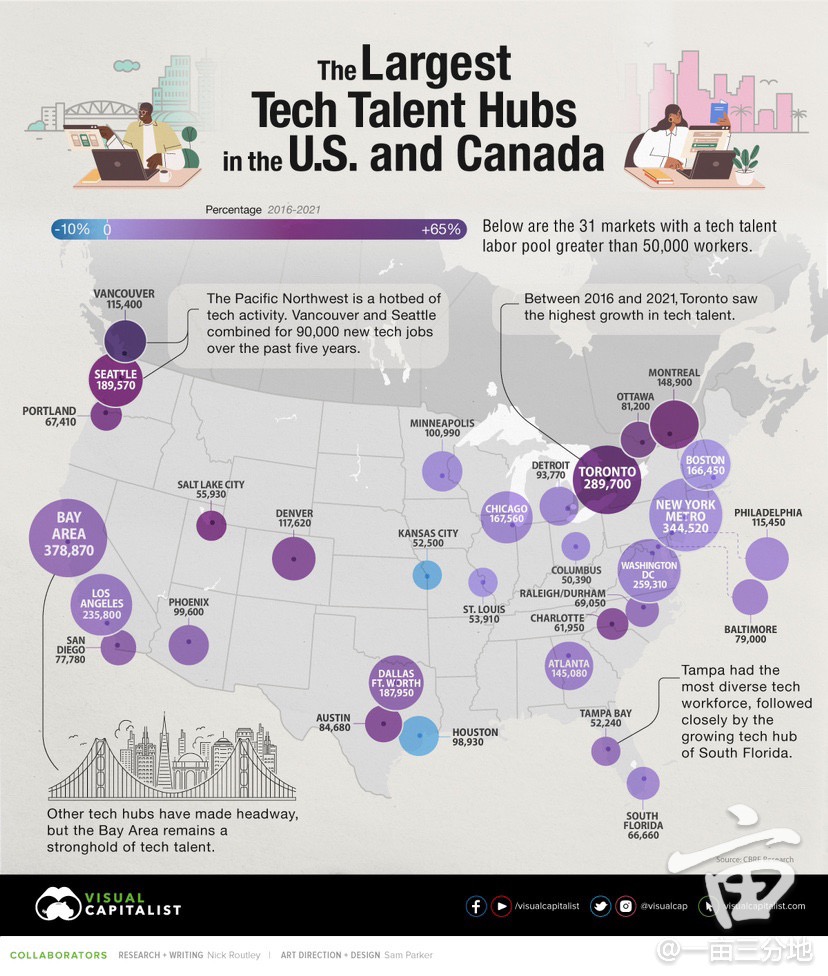 The Largest
Tech Talent Hubs
in the U.S. and Canada
Percentage 2016-2021
-10% 0 +65%
Below are the 31 markets with a tech talent
labor pool greater than 50,000 workers.
VANCOUVER
115,400
The Pacific Northwest is a hotbed of
tech activity. Vancouver and Seattle
combined for 90,000 new tech jobs
over the past five years.
Between 2016 and 2021, Toronto saw
the highest growth in tech talent.
SEATTLE
189,570
PORTLAND
67,410
MONTREAL
148,900
OTTAWA
81,200
MINNEAPOLIS
100,990
DETROIT
93,770
TORONTO
289,700
BOSTON
166,450
SALT LAKE CITY
55,930
DENVER
117,620
CHICAGO
167,560
NEW YORK
METRO
344,520
PHILADELPHIA
115,450
BAY
AREA
378,870
KANSAS CITY
52,500
COLUMBUS
50,390
WASHINGTON
DC
259,310
LOS
ANGELES
235,800
PHOENIX
99,600
ST. LOUIS
53,910
RALEIGH/DURHAM
69,050
CHARLOTTE
61,950
BALTIMORE
79,000
SAN
DIEGO
77,780
DALLAS
FT. WORTH
187,950
ATLANTA
145,080
AUSTIN
84,680
HOUSTON
98,930
TAMPA BAY
52,240
Tampa had the
most diverse tech
workforce, followed
closely by the
growing tech hub
of South Florida.
SOUTH
FLORIDA
66,660
Other tech hubs have made headway,
but the Bay Area remains a
stronghold of tech talent.
Source: CBRE Research
VISUAL
CAPITALIST
/visualcapitalist @visualcap visualcapitalist.com
COLLABORATORS RESEARCH + WRITING Nick Routley | ART DIRECTION + DESIGN Sam Parker
@一亩三分地